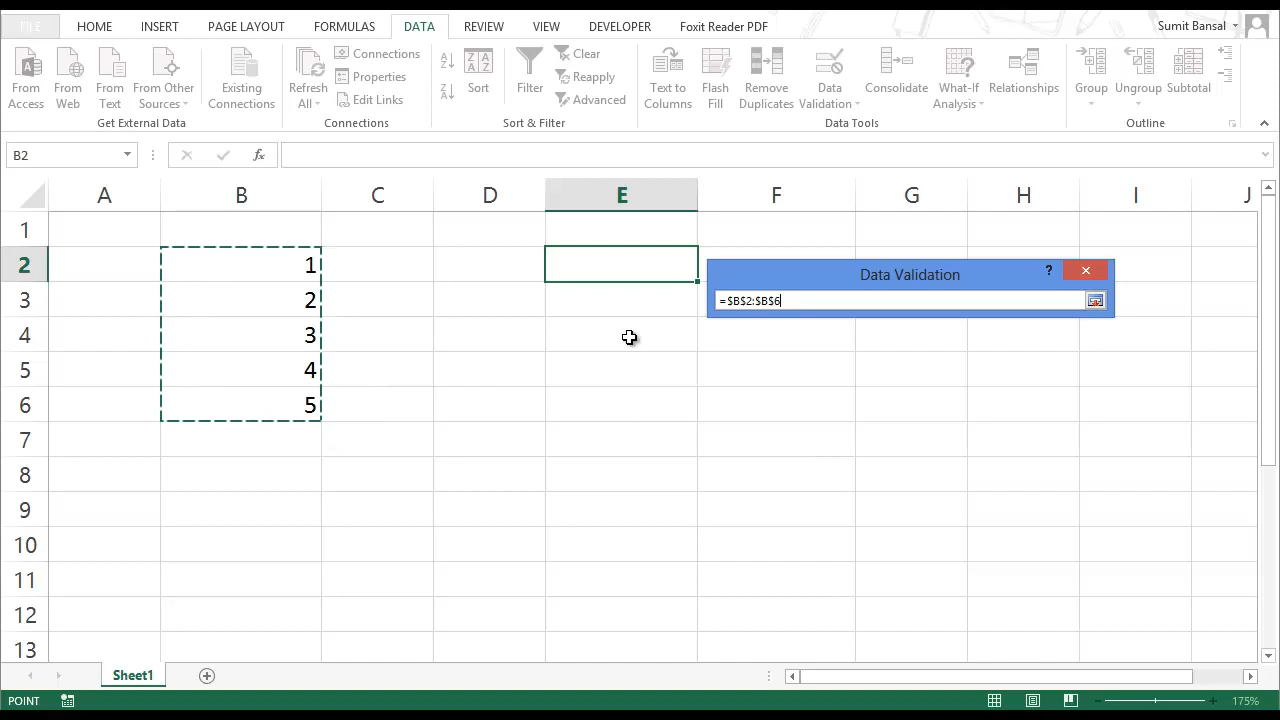 FILE HOME INSERT PAGE LAYOUT FORMULAS DATA REVIEW VIEW DEVELOPER Foxit Reader PDF Sumit Bansal
From Access
From Web
From Text
From Other Sources
Existing Connections
Refresh All
Connections
Properties
Edit Links
Sort
Filter
Clear
Reapply
Advanced
Text to Columns
Flash Fill
Remove Duplicates
Data Validation
Consolidate
What-If Analysis
Relationships
Group
Ungroup
Subtotal
Get External Data Connections Sort & Filter Data Tools Outline
B2 fx
A B C D E F G H I J
1
2 1
Data Validation ?
3 2
=$B$2:$B$6
4 3
5 4
6 5
7
8
9
10
11
12
13
Sheet1
POINT 175%